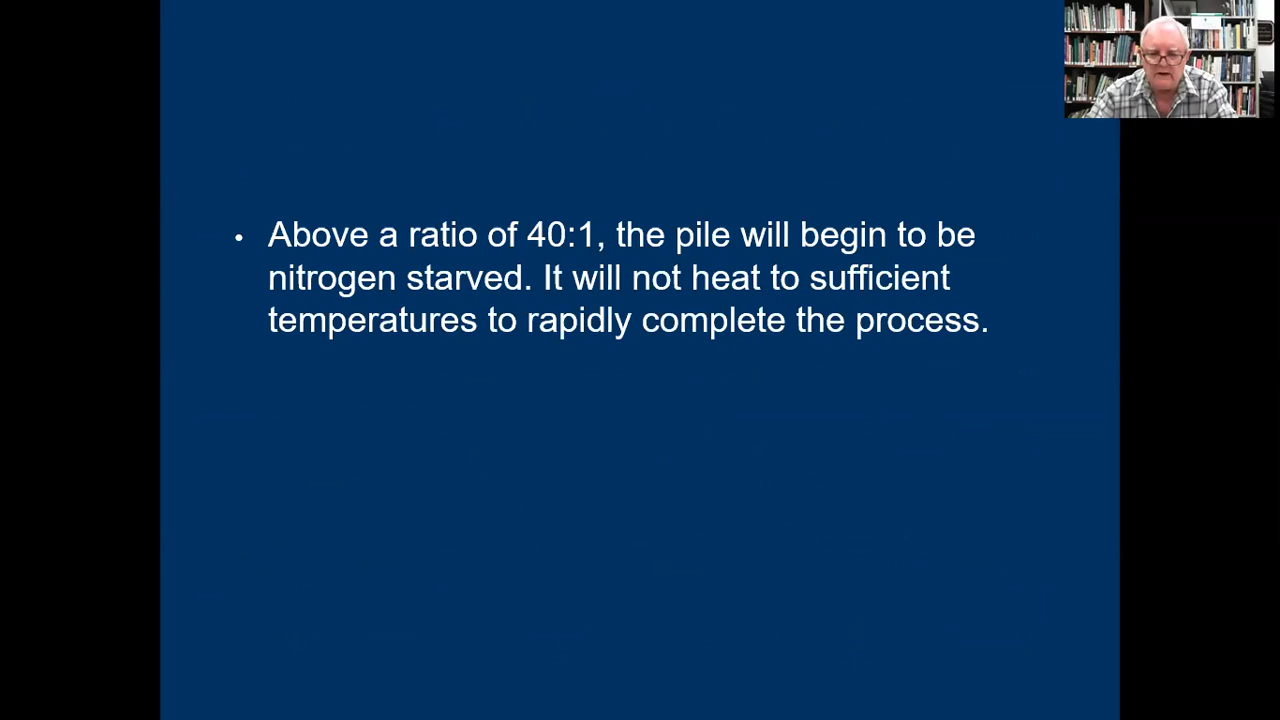 • Above a ratio of 40:1, the pile will begin to be
nitrogen starved. It will not heat to sufficient
temperatures to rapidly complete the process.